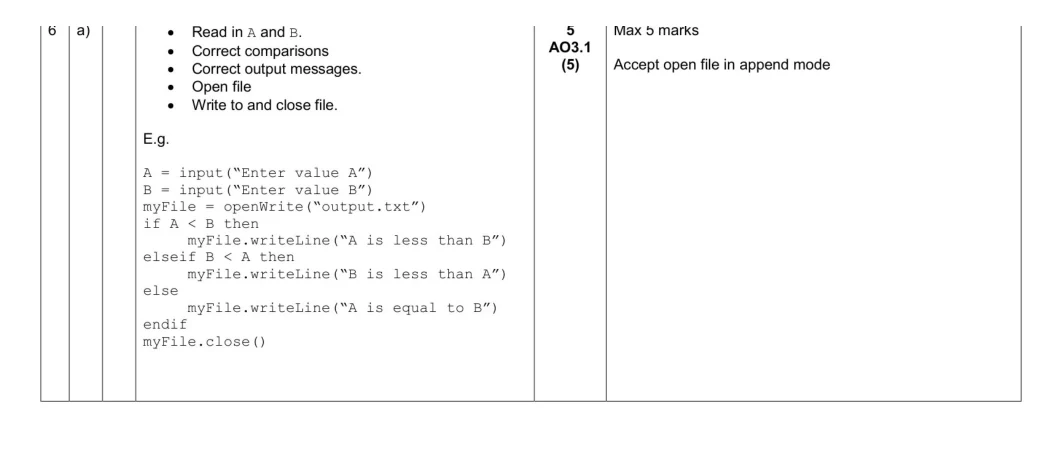 6 a) • Read in A and B. 5 Max 5 marks
• Correct comparisons AO3.1
• Correct output messages. (5) Accept open file in append mode
• Open file
• Write to and close file.
E.g.
A = input(“Enter value A”)
B = input(“Enter value B”)
myFile = openWrite(“output.txt”)
if A < B then
myFile.writeLine(“A is less than B”)
elseif B < A then
myFile.writeLine(“B is less than A”)
else
myFile.writeLine(“A is equal to B”)
endif
myFile.close()